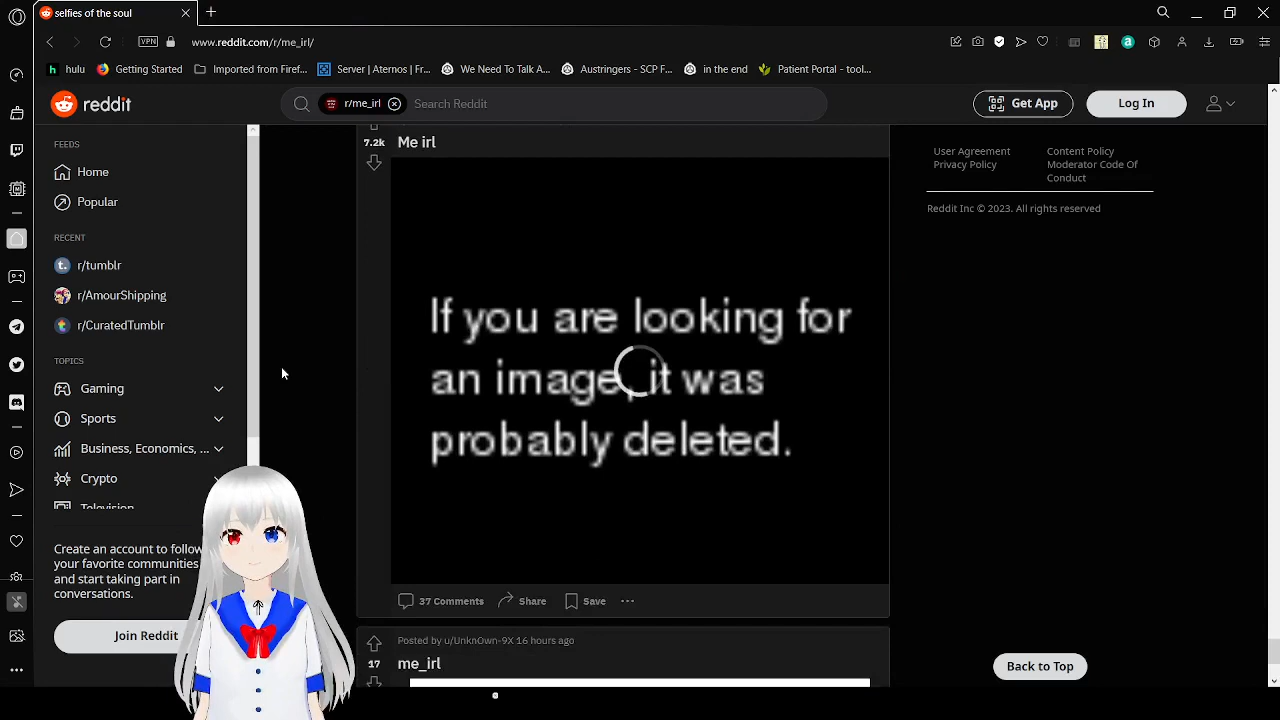 selfies of the soul
VPN
www.reddit.com/r/me_irl/
hulu
Getting Started
Imported from Firef...
Server | Aternos | Fr...
We Need To Talk A...
Austringers - SCP F...
in the end
Patient Portal - tool...
reddit
r/me_irl
Search Reddit
Get App
Log In
FEEDS
Home
Popular
RECENT
r/tumblr
r/AmourShipping
r/CuratedTumblr
TOPICS
Gaming
Sports
Business, Economics, ...
Crypto
Television
Create an account to follow
your favorite communities
and start taking part in
conversations.
Join Reddit
7.2k
Me irl
If you are looking for
an image, it was
probably deleted.
37 Comments
Share
Save
Posted by u/UnknOwn-9X 16 hours ago
17
me_irl
User Agreement
Privacy Policy
Content Policy
Moderator Code Of
Conduct
Reddit Inc © 2023. All rights reserved
Back to Top